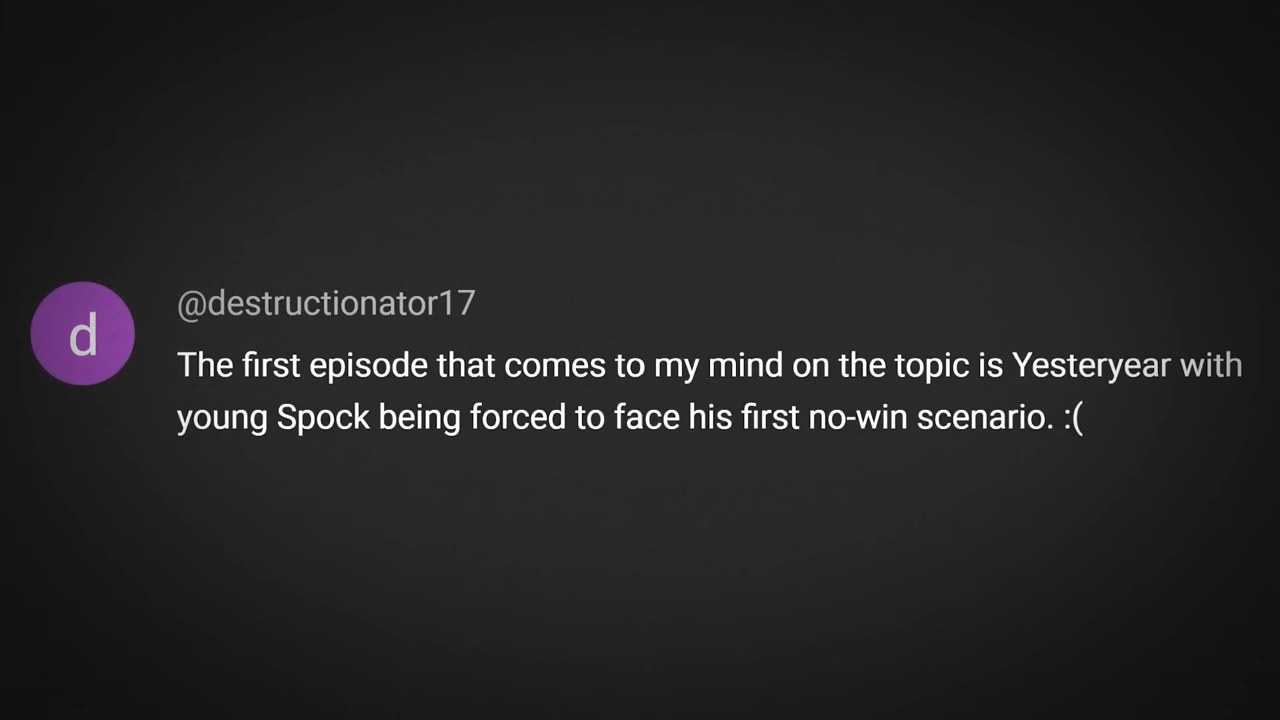 d
@destructionator17
The first episode that comes to my mind on the topic is Yesteryear with
young Spock being forced to face his first no-win scenario. :(